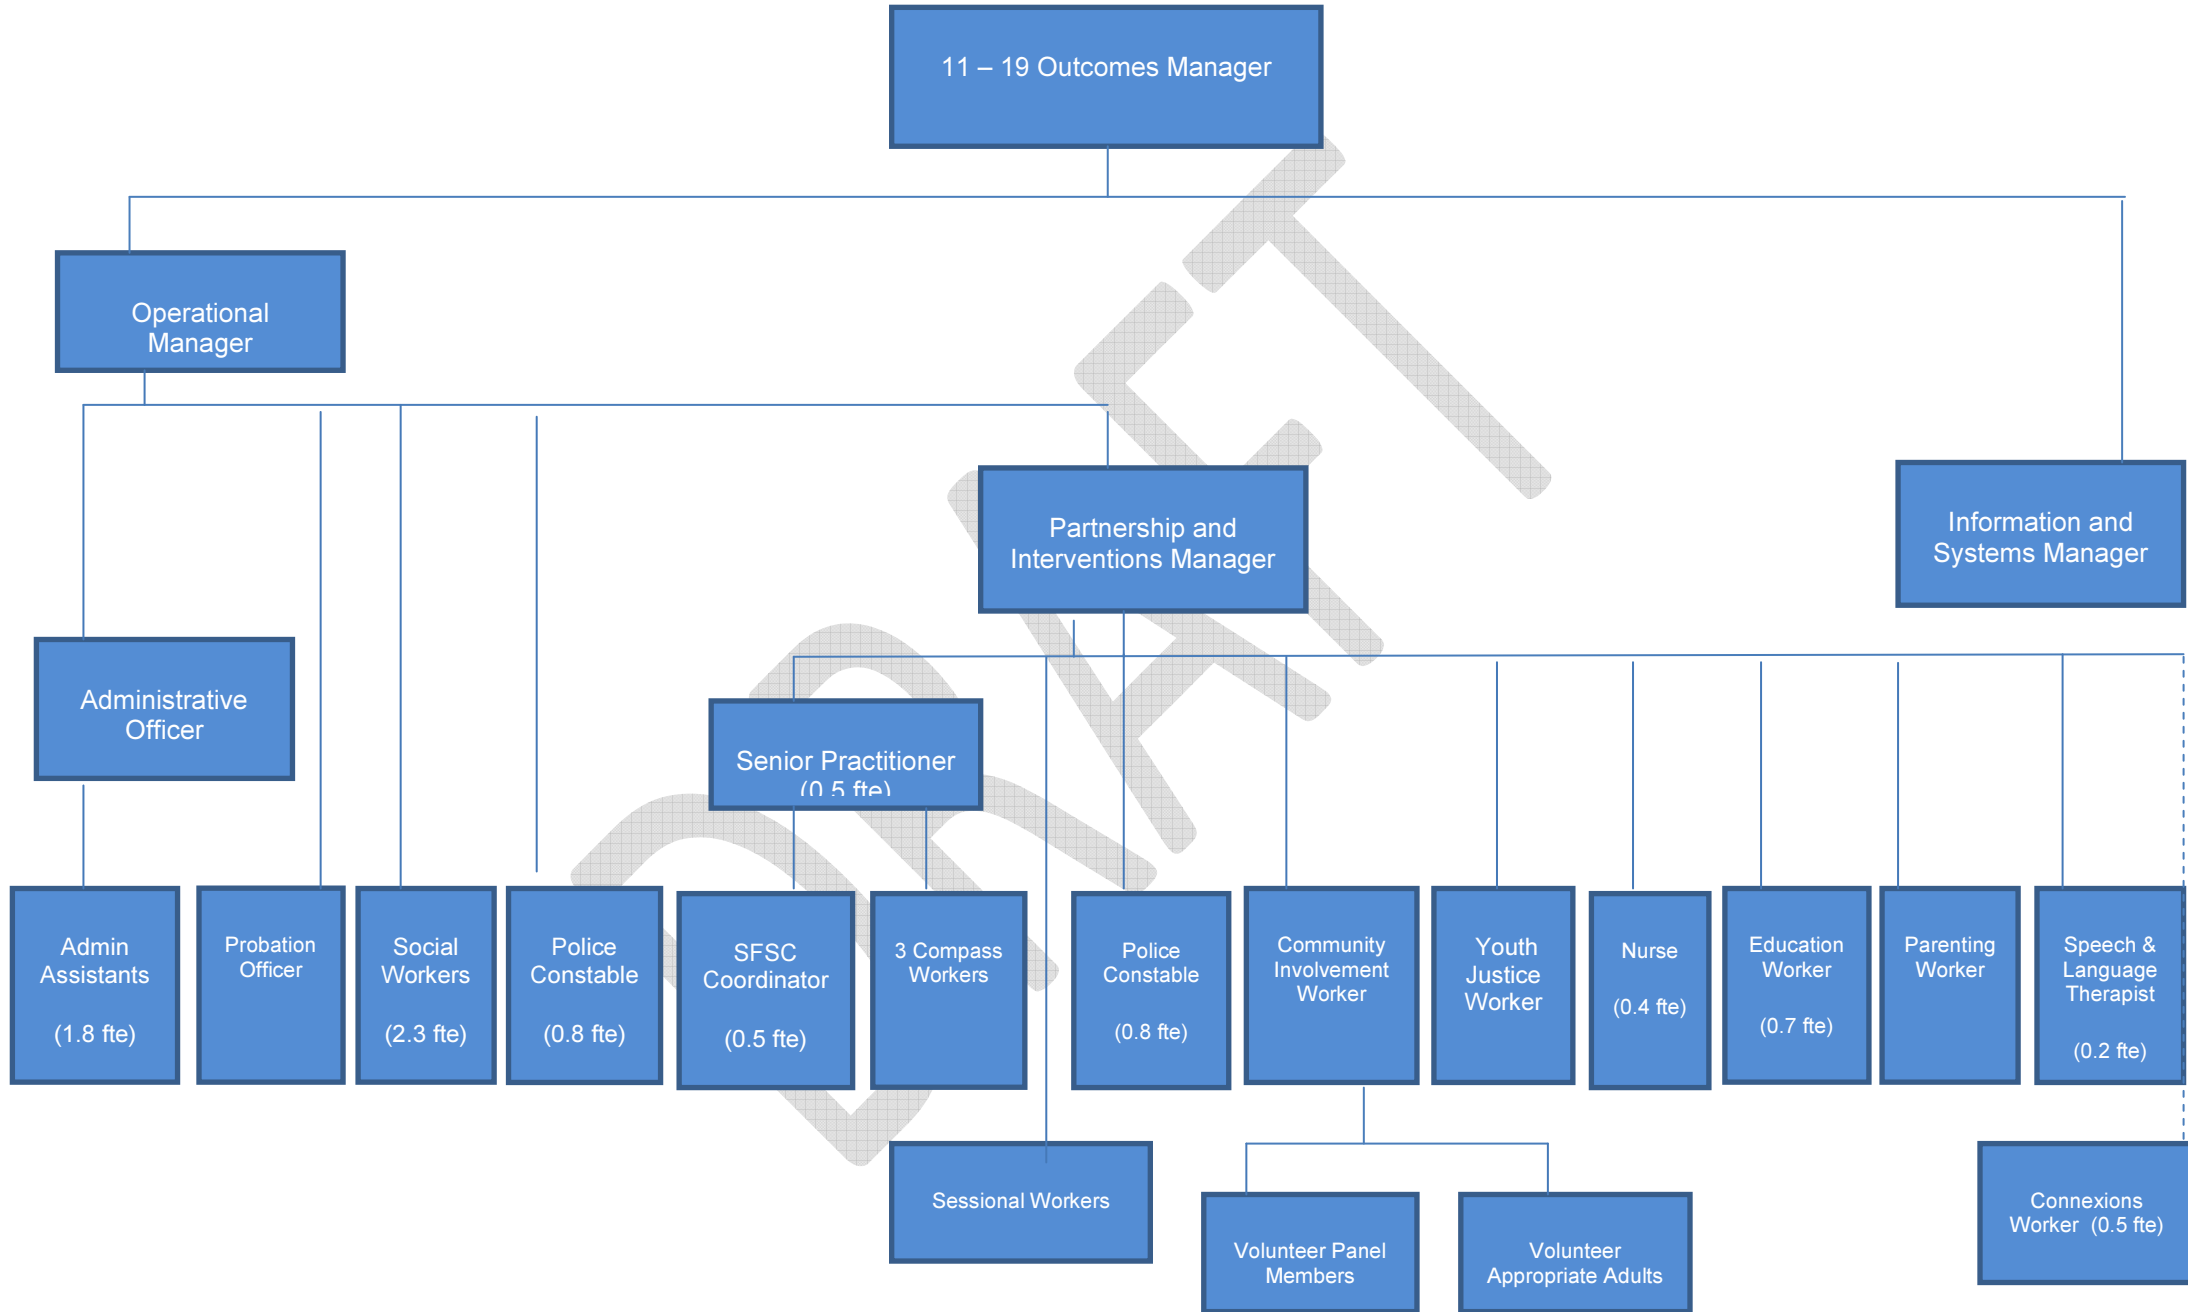 11 – 19 Outcomes Manager
Operational
Manager
Partnership and
Interventions Manager
Information and
Systems Manager
Administrative
Officer
Senior Practitioner
(0.5 fte)
Admin
Assistants
(1.8 fte)
Probation
Officer
Social
Workers
(2.3 fte)
Police
Constable
(0.8 fte)
SFSC
Coordinator
(0.5 fte)
3 Compass
Workers
Police
Constable
(0.8 fte)
Community
Involvement
Worker
Youth
Justice
Worker
Nurse
(0.4 fte)
Education
Worker
(0.7 fte)
Parenting
Worker
Speech &
Language
Therapist
(0.2 fte)
Sessional Workers
Volunteer Panel
Members
Volunteer
Appropriate Adults
Connexions
Worker (0.5 fte)
DRAFT